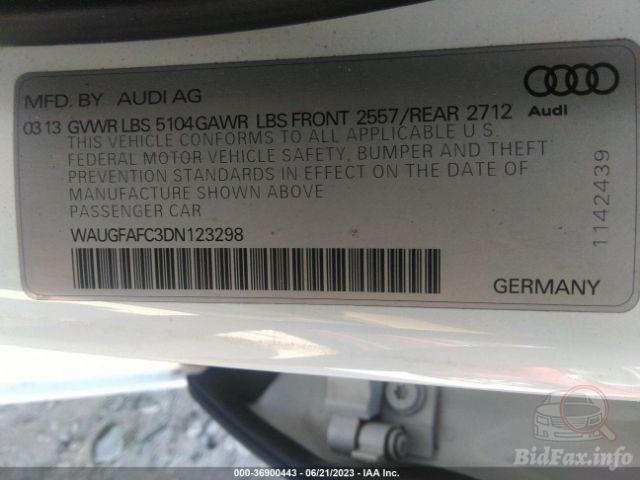 MFD. BY AUDI AG
Audi
03 13 GVWR LBS 5104 GAWR LBS FRONT 2557/REAR 2712
THIS VEHICLE CONFORMS TO ALL APPLICABLE U.S.
FEDERAL MOTOR VEHICLE SAFETY, BUMPER AND THEFT
PREVENTION STANDARDS IN EFFECT ON THE DATE OF
MANUFACTURE SHOWN ABOVE
PASSENGER CAR
WAUGFAFC3DN123298
1142439
GERMANY
000-36900443 - 06/21/2023 - IAA Inc.
BidFax.info